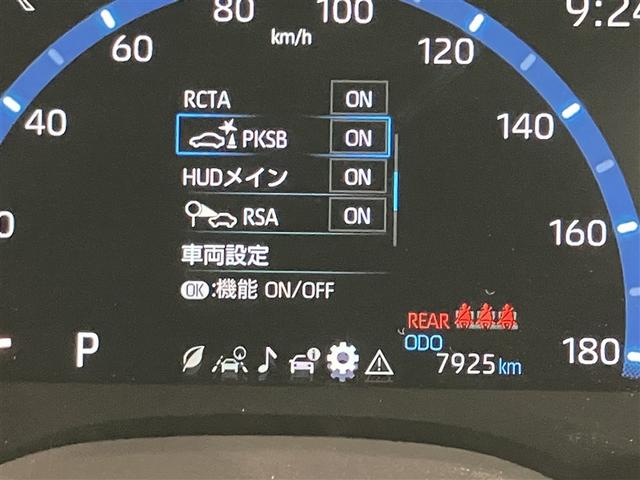 80 100 9:24
km/h
60 120
RCTA ON
40 PKSB ON 140
HUDメイン ON
RSA ON
車両設定 160
OK:機能 ON/OFF
REAR
ODO
P 7925 km 180